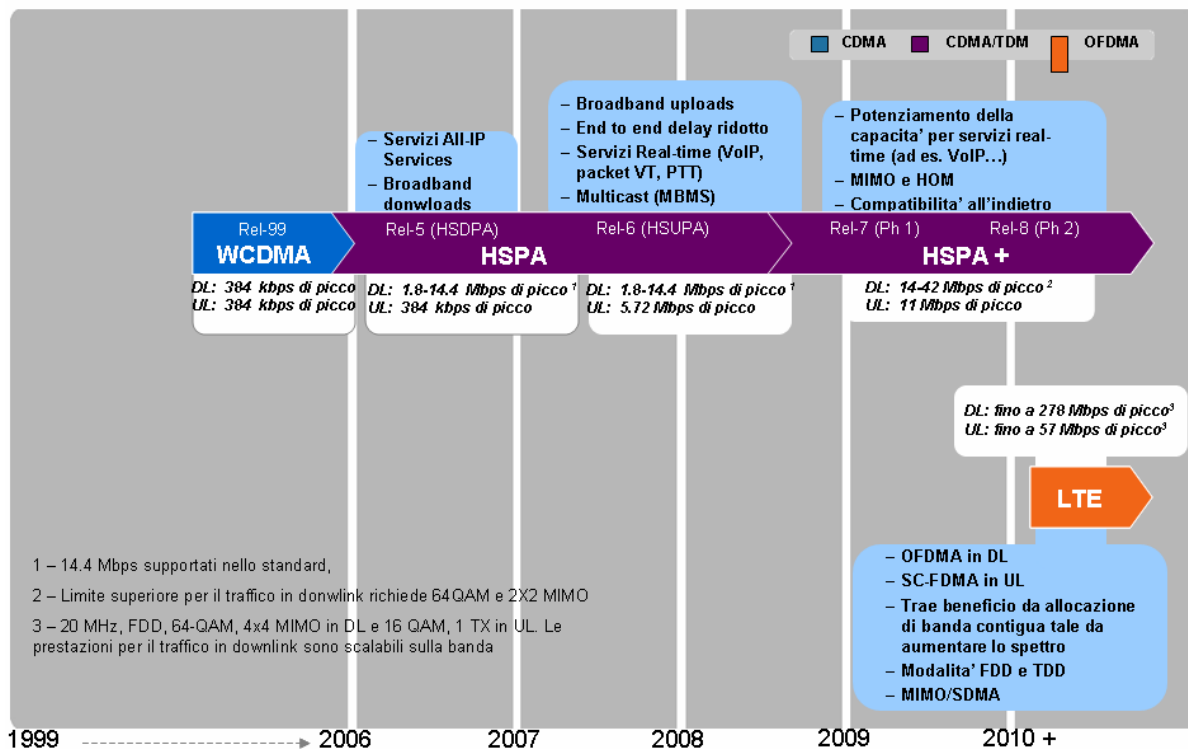 CDMA CDMA/TDM OFDMA
– Servizi All-IP
Services
– Broadband
donwloads
– Broadband uploads
– End to end delay ridotto
– Servizi Real-time (VoIP,
packet VT, PTT)
– Multicast (MBMS)
– Potenziamento della
capacita' per servizi real-
time (ad es. VoIP…)
– MIMO e HOM
– Compatibilita' all'indietro
Rel-99
WCDMA
Rel-5 (HSDPA) Rel-6 (HSUPA)
HSPA
Rel-7 (Ph 1) Rel-8 (Ph 2)
HSPA +
DL: 384 kbps di picco
UL: 384 kbps di picco
DL: 1.8-14.4 Mbps di picco 1
UL: 384 kbps di picco
DL: 1.8-14.4 Mbps di picco 1
UL: 5.72 Mbps di picco
DL: 14-42 Mbps di picco 2
UL: 11 Mbps di picco
DL: fino a 278 Mbps di picco3
UL: fino a 57 Mbps di picco3
LTE
– OFDMA in DL
– SC-FDMA in UL
– Trae beneficio da allocazione
di banda contigua tale da
aumentare lo spettro
– Modalita' FDD e TDD
– MIMO/SDMA
1 – 14.4 Mbps supportati nello standard,
2 – Limite superiore per il traffico in donwlink richiede 64QAM e 2X2 MIMO
3 – 20 MHz, FDD, 64-QAM, 4x4 MIMO in DL e 16 QAM, 1 TX in UL. Le
prestazioni per il traffico in downlink sono scalabili sulla banda
1999 2006 2007 2008 2009 2010 +